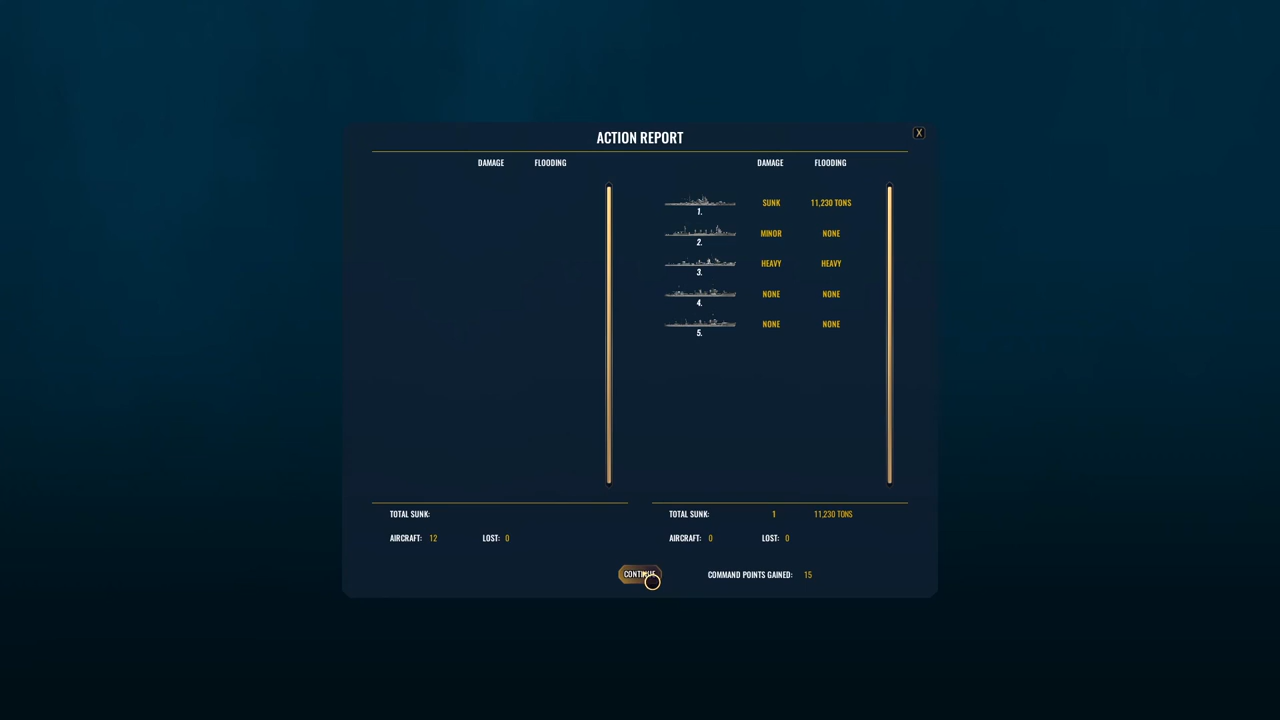 ACTION REPORT
X
DAMAGE FLOODING
DAMAGE FLOODING
SUNK 11,230 TONS
1.
MINOR NONE
2.
HEAVY HEAVY
3.
NONE NONE
4.
NONE NONE
5.
TOTAL SUNK:
AIRCRAFT: 12 LOST: 0
TOTAL SUNK: 1 11,230 TONS
AIRCRAFT: 0 LOST: 0
CONTINUE
COMMAND POINTS GAINED: 15